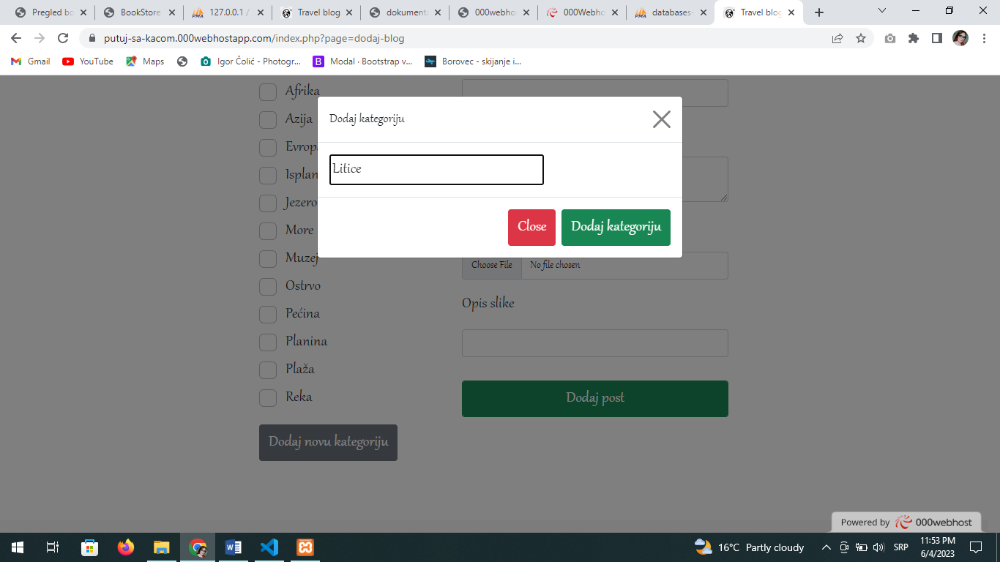 Pregled bo
BookStore
127.0.0.1 /
Travel blog
dokument
000webho
000Webho
databases-
Travel blog
putuj-sa-kacom.000webhostapp.com/index.php?page=dodaj-blog
Gmail
YouTube
Maps
Igor Čolić - Photogr...
Modal · Bootstrap v...
Borovec - skijanje i...
Afrika
Azija
Evropa
Isplan
Jezero
More
Muzej
Ostrvo
Pećina
Planina
Plaža
Reka
Dodaj novu kategoriju
Dodaj kategoriju
Litice
Close
Dodaj kategoriju
Choose File
No file chosen
Opis slike
Dodaj post
Powered by 000webhost
16°C Partly cloudy
SRP
11:53 PM
6/4/2023